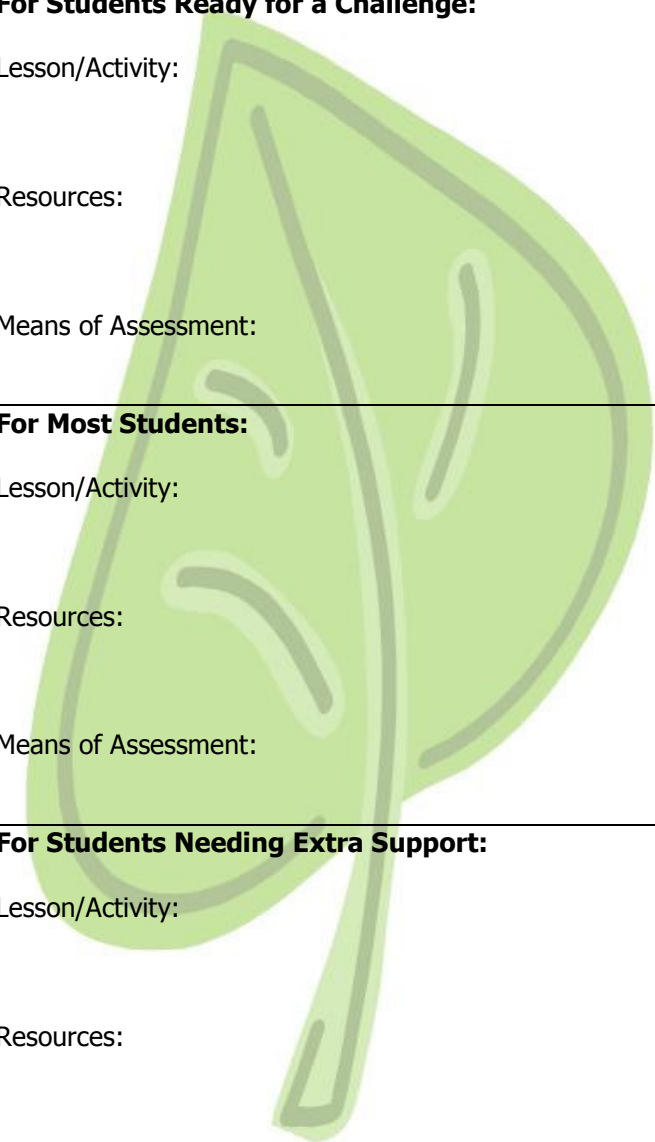 For Students Ready for a Challenge:
Lesson/Activity:
Resources:
Means of Assessment:
For Most Students:
Lesson/Activity:
Resources:
Means of Assessment:
For Students Needing Extra Support:
Lesson/Activity:
Resources: